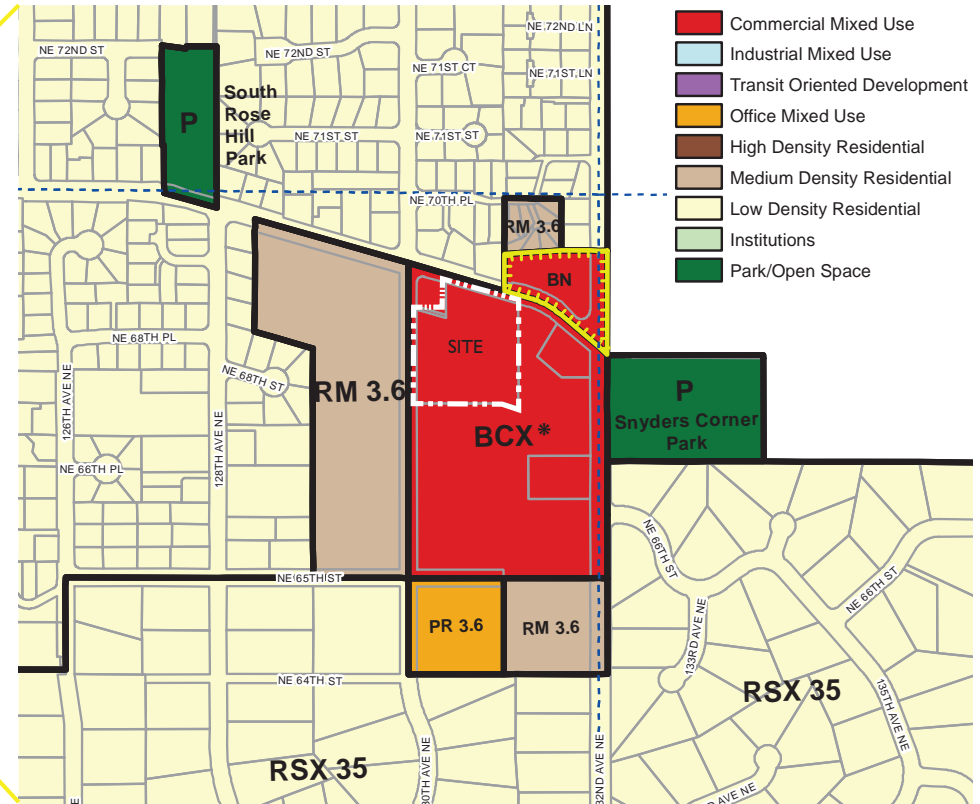 NE 72ND LN
NE 72ND ST
NE 72ND ST
NE 71ST CT
NE 71ST LN
South
Rose
Hill
Park
P
NE 71ST ST
NE 71ST ST
NE 70TH PL
RM 3.6
BN
NE 68TH PL
SITE
NE 68TH ST
RM 3.6
P
Snyders Corner
Park
BCX*
126TH AVE NE
128TH AVE NE
NE 66TH PL
NE 66TH ST
NE 66TH ST
NE 65TH ST
PR 3.6
RM 3.6
133RD AVE NE
NE 64TH ST
RSX 35
135TH AVE NE
RSX 35
AVE NE
Commercial Mixed Use
Industrial Mixed Use
Transit Oriented Development
Office Mixed Use
High Density Residential
Medium Density Residential
Low Density Residential
Institutions
Park/Open Space